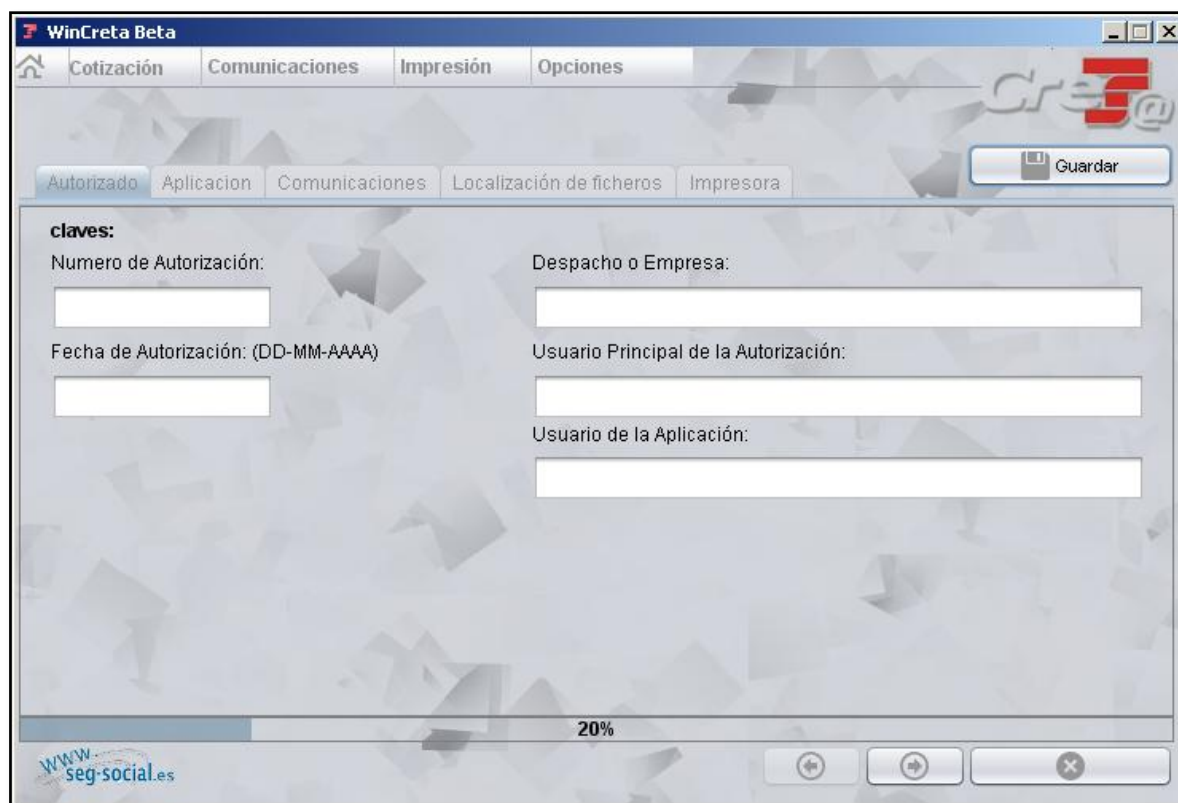 WinCreta Beta
Cotización Comunicaciones Impresión Opciones
Cret@
Guardar
Autorizado Aplicacion Comunicaciones Localización de ficheros Impresora
claves:
Numero de Autorización: Despacho o Empresa:
Fecha de Autorización: (DD-MM-AAAA) Usuario Principal de la Autorización:
Usuario de la Aplicación:
20%
www.
seg-social.es